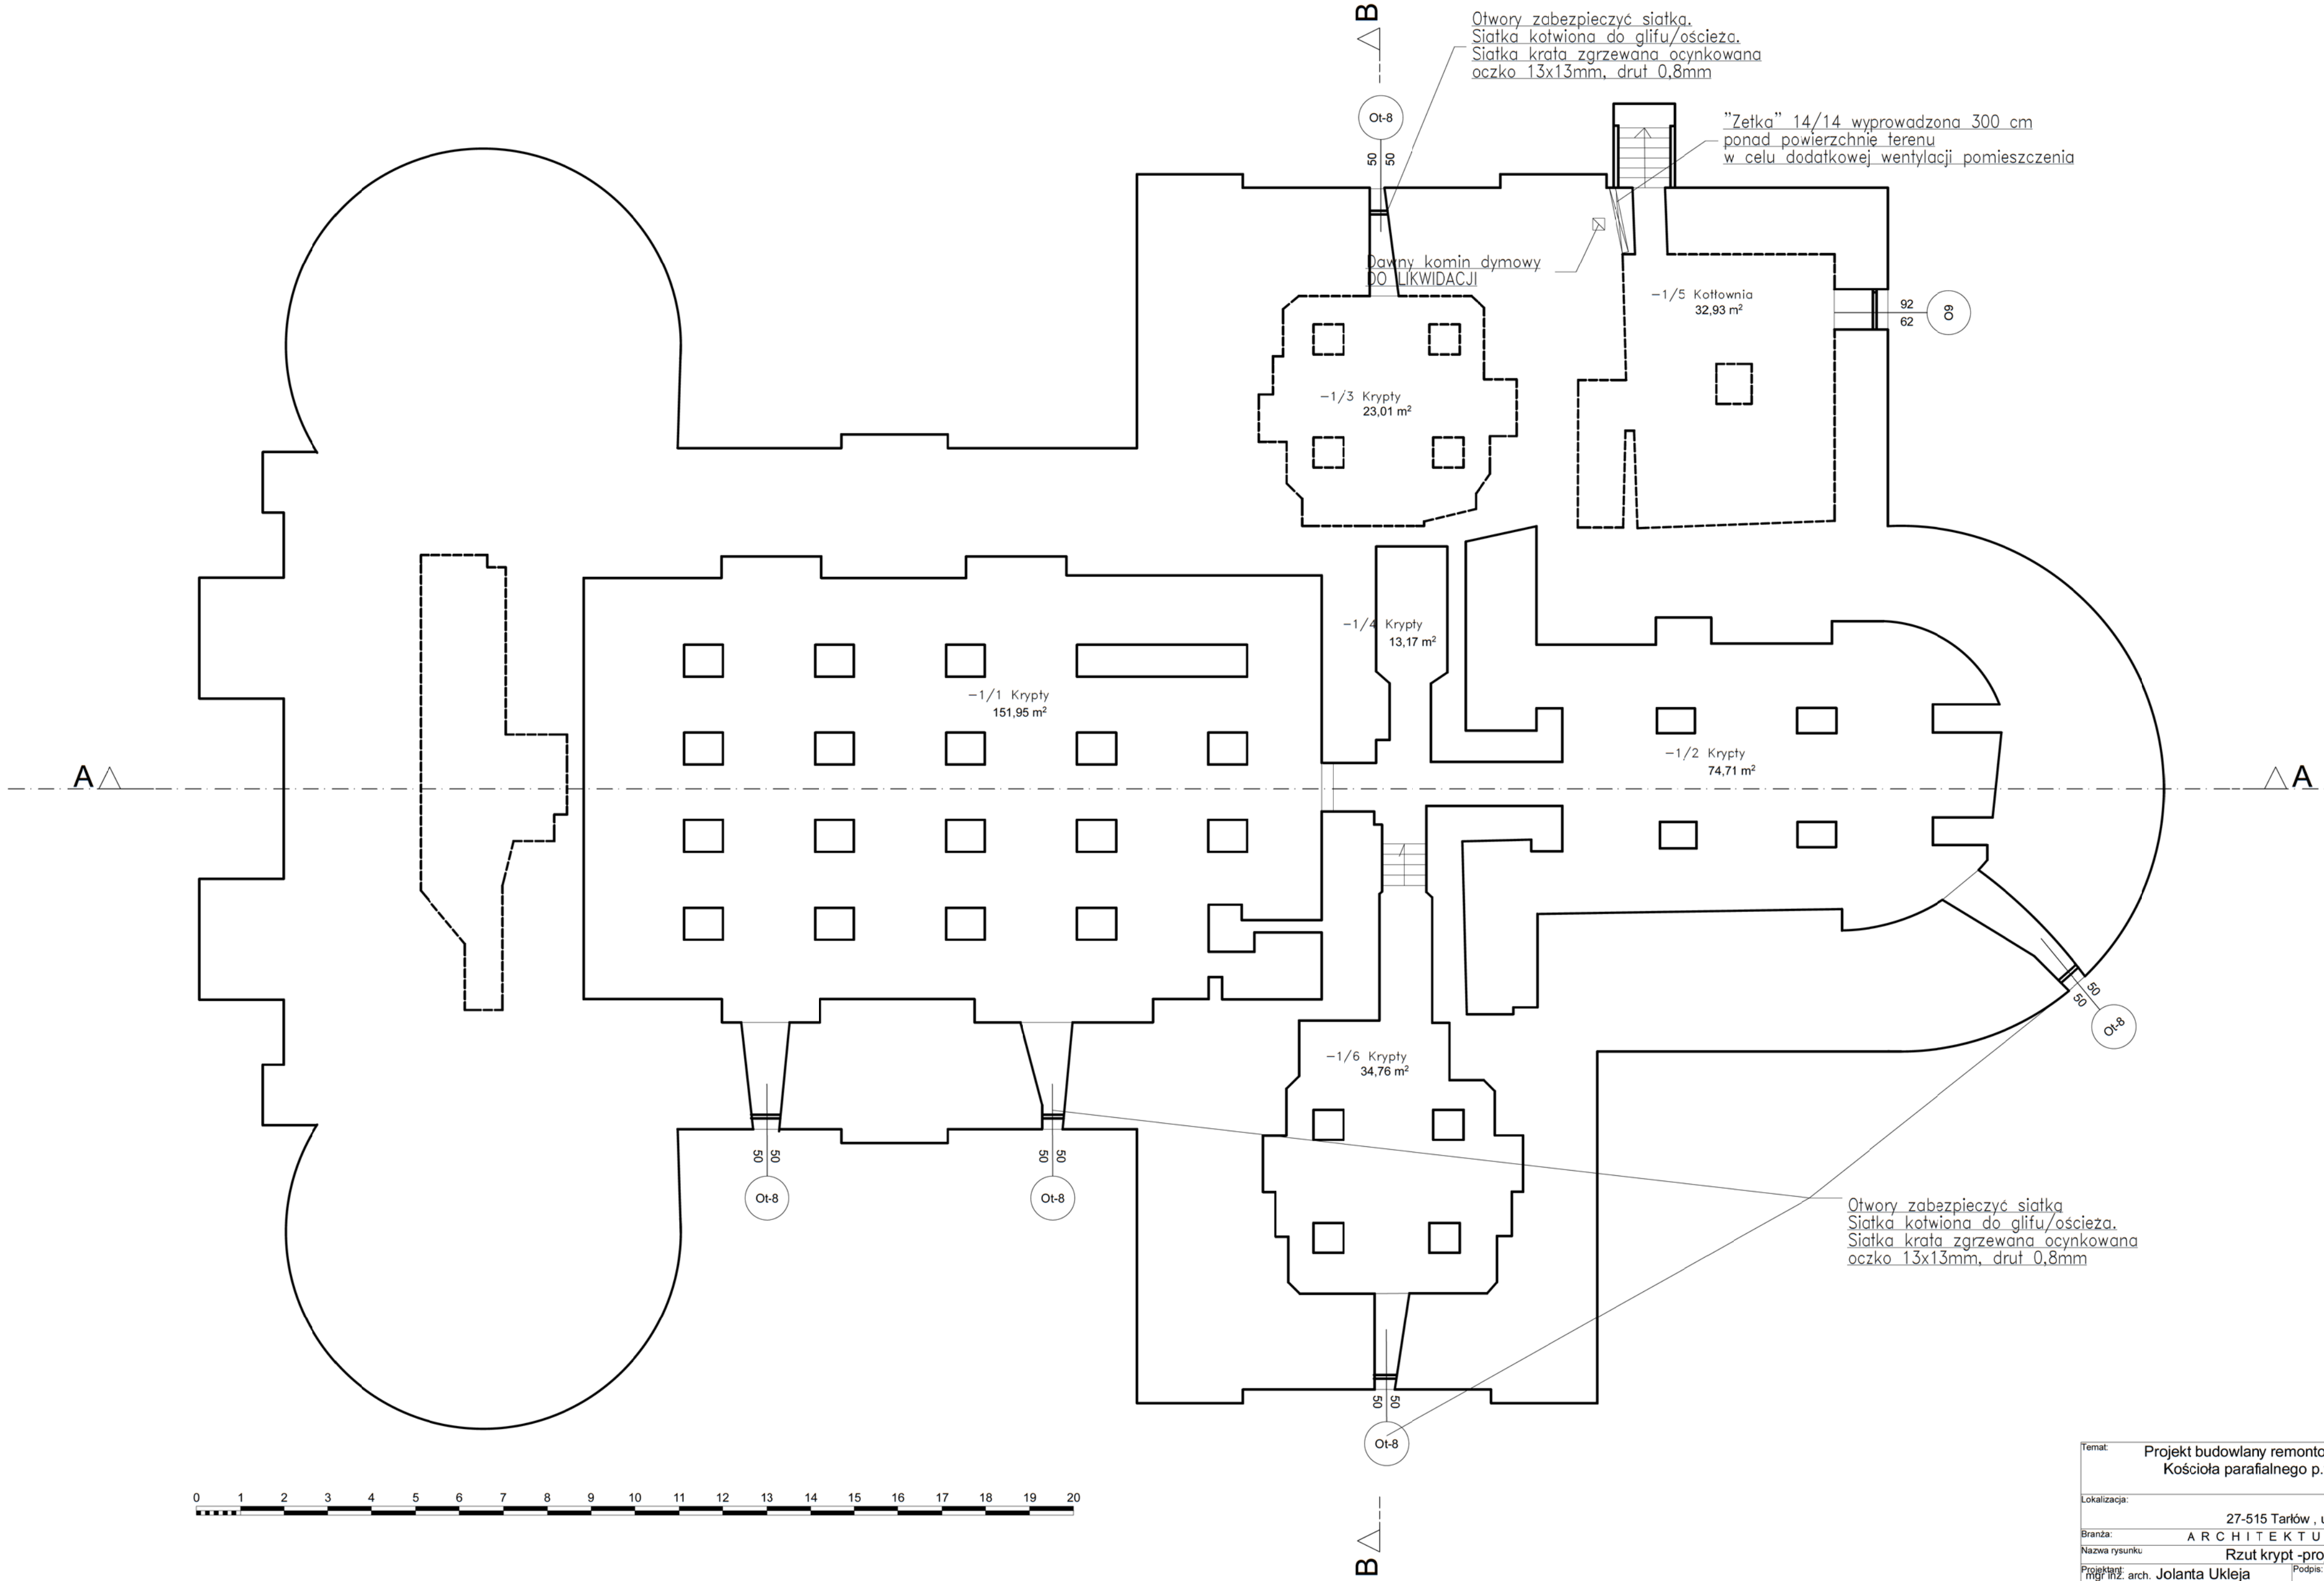 B
Otwory zabezpieczyć siatką.
Siatka kotwiona do glifu/ościeża.
Siatka krata zgrzewana ocynkowana
oczko 13x13mm, drut 0,8mm
Ot-8
50
50
"Zetka" 14/14 wyprowadzona 300 cm
ponad powierzchnie terenu
w celu dodatkowej wentylacji pomieszczenia
Dawny komin dymowy
DO LIKWIDACJI
-1/5 Kotłownia
32,93 m²
92
62
O9
-1/3 Krypty
23,01 m²
-1/4 Krypty
13,17 m²
-1/1 Krypty
151,95 m²
-1/2 Krypty
74,71 m²
A
A
50
50
Ot-8
-1/6 Krypty
34,76 m²
50
50
Ot-8
50
50
Ot-8
Otwory zabezpieczyć siatką
Siatka kotwiona do glifu/ościeża.
Siatka krata zgrzewana ocynkowana
oczko 13x13mm, drut 0,8mm
50
50
Ot-8
0 1 2 3 4 5 6 7 8 9 10 11 12 13 14 15 16 17 18 19 20
B
Temat:
Projekt budowlany remonto
Kościoła parafialnego p.
Lokalizacja:
27-515 Tarłów , u
Branża:
A R C H I T E K T U
Nazwa rysunku
Rzut krypt -pro
Projektant:
Podpis:
mgr inż. arch. Jolanta Ukleja